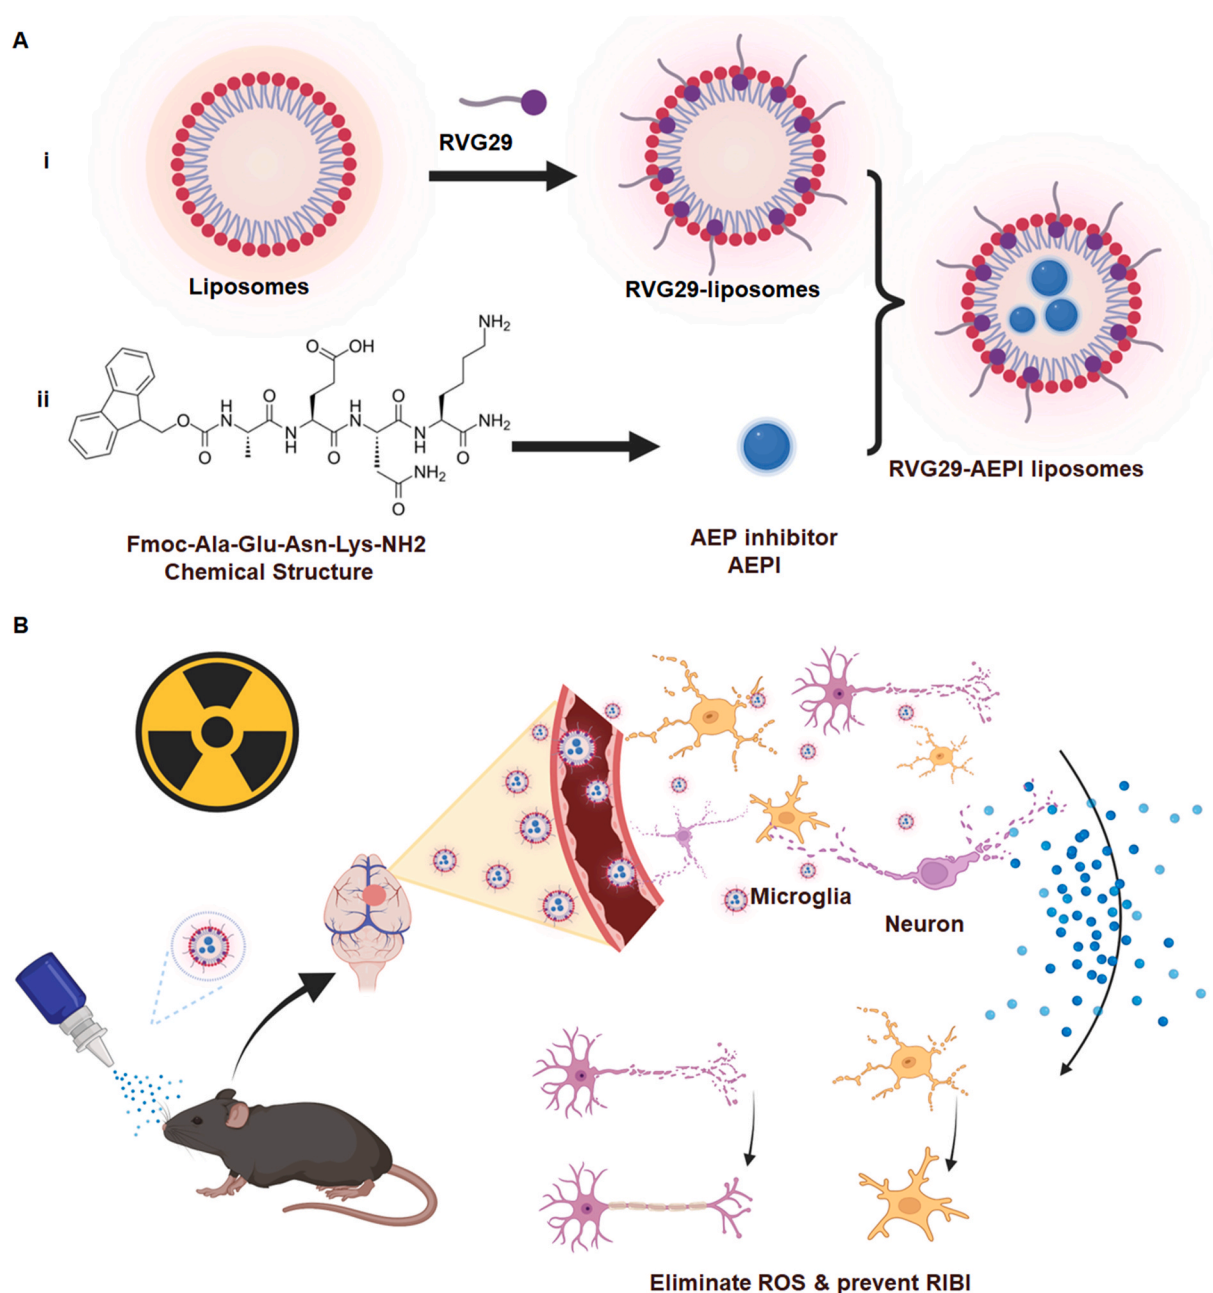 A
i
RVG29
Liposomes
RVG29-liposomes
ii
NH2
O
OH
O
O
H
N
H
N
NH2
O
O
N
H
O
N
H
O
NH2
O
RVG29-AEPI liposomes
Fmoc-Ala-Glu-Asn-Lys-NH2
Chemical Structure
AEP inhibitor
AEPI
B
Microglia
Neuron
Eliminate ROS & prevent RIBI